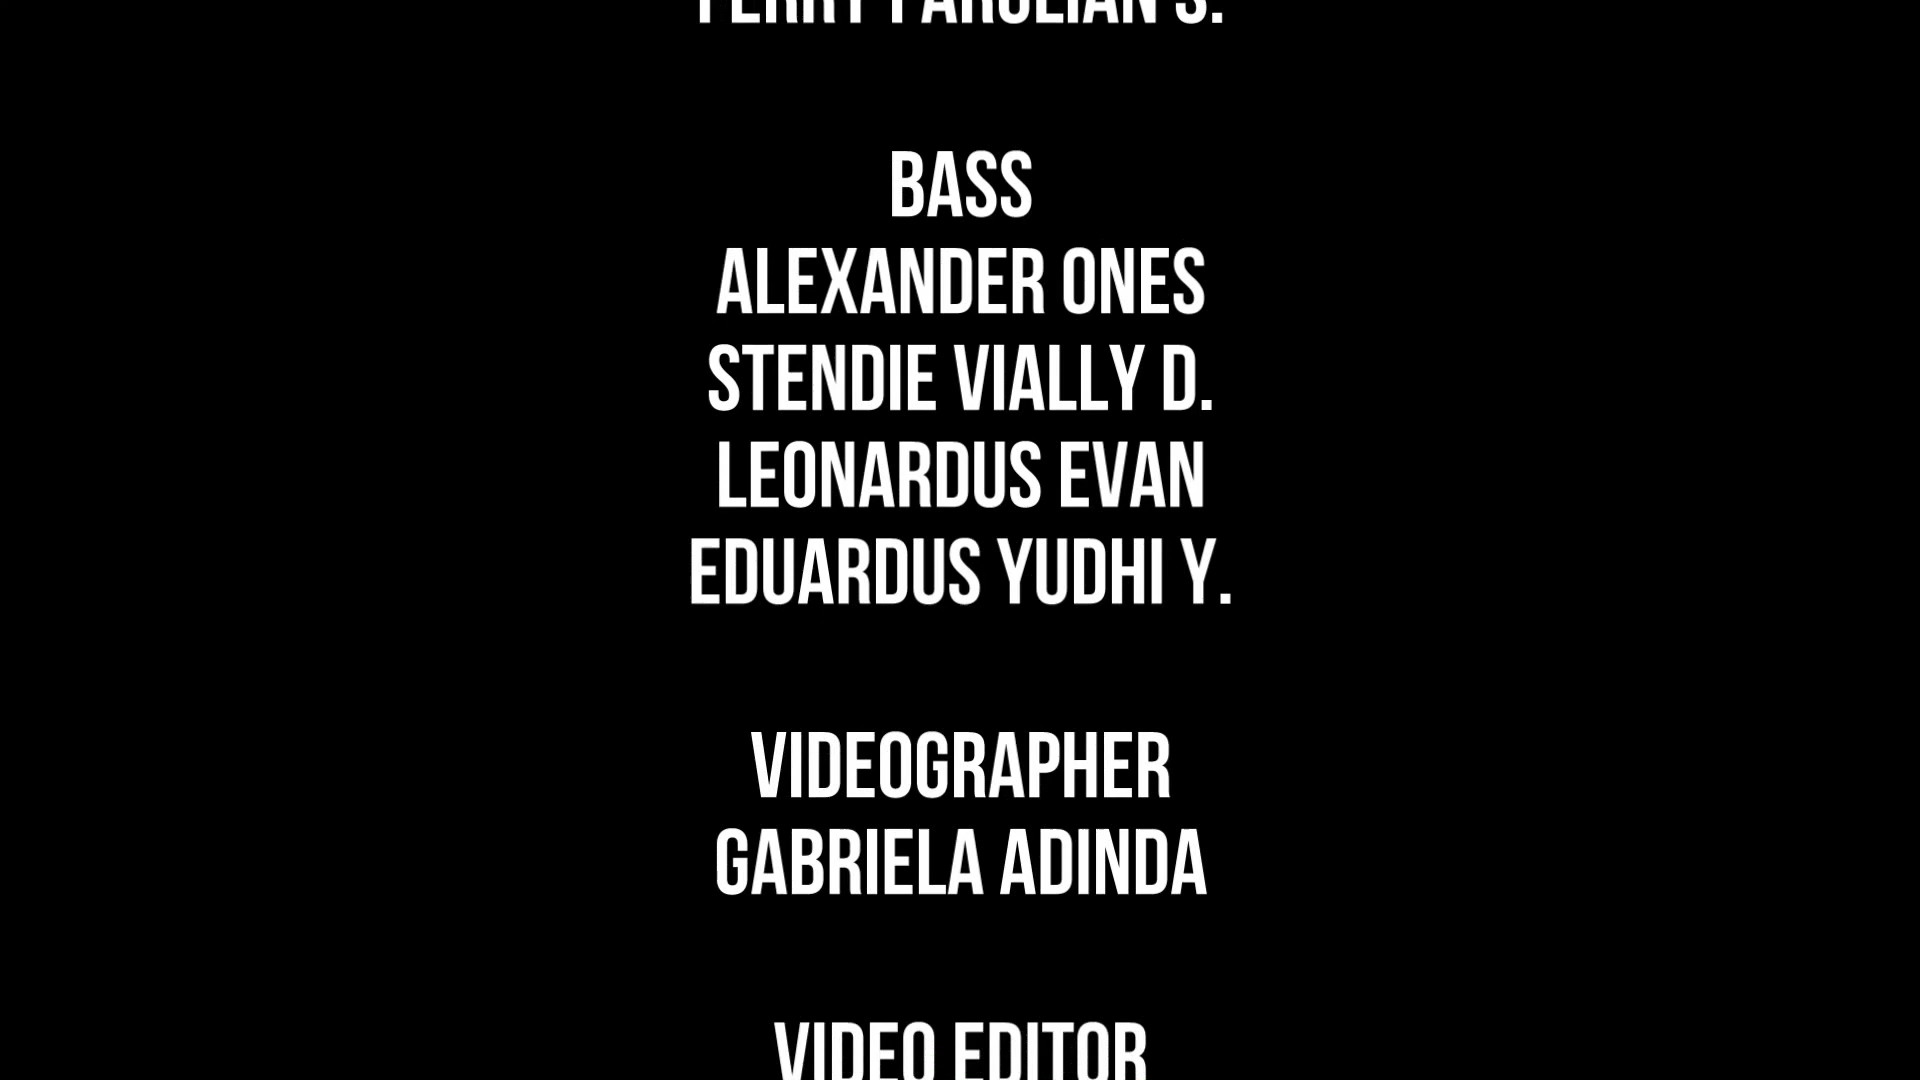 BASS
ALEXANDER ONES
STENDIE VIALLY D.
LEONARDUS EVAN
EDUARDUS YUDHI Y.
VIDEOGRAPHER
GABRIELA ADINDA
VIDEO EDITOR